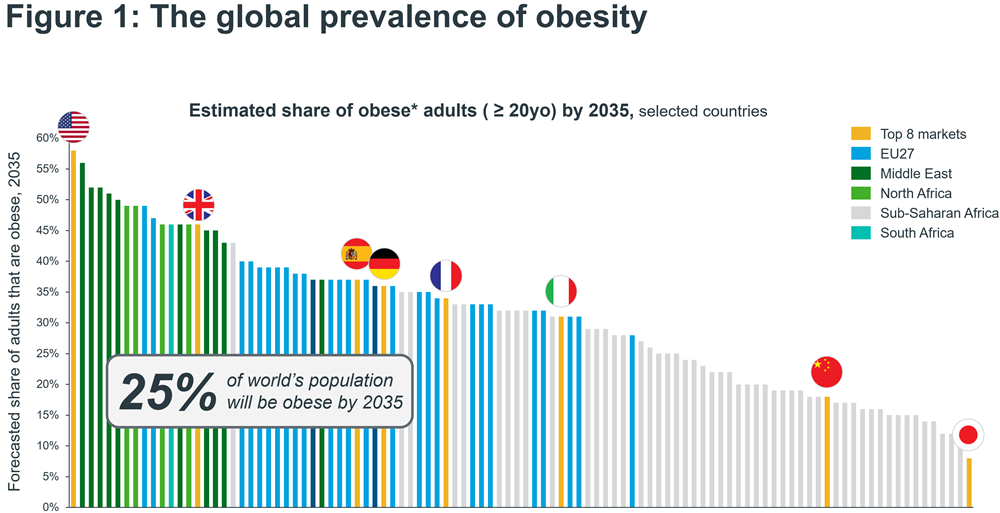 Figure 1: The global prevalence of obesity
Estimated share of obese* adults ( ≥ 20yo) by 2035, selected countries
Forecasted share of adults that are obese, 2035
60%
55%
50%
45%
40%
35%
30%
25%
20%
15%
10%
5%
0%
Top 8 markets
EU27
Middle East
North Africa
Sub-Saharan Africa
South Africa
25% of world's population
will be obese by 2035